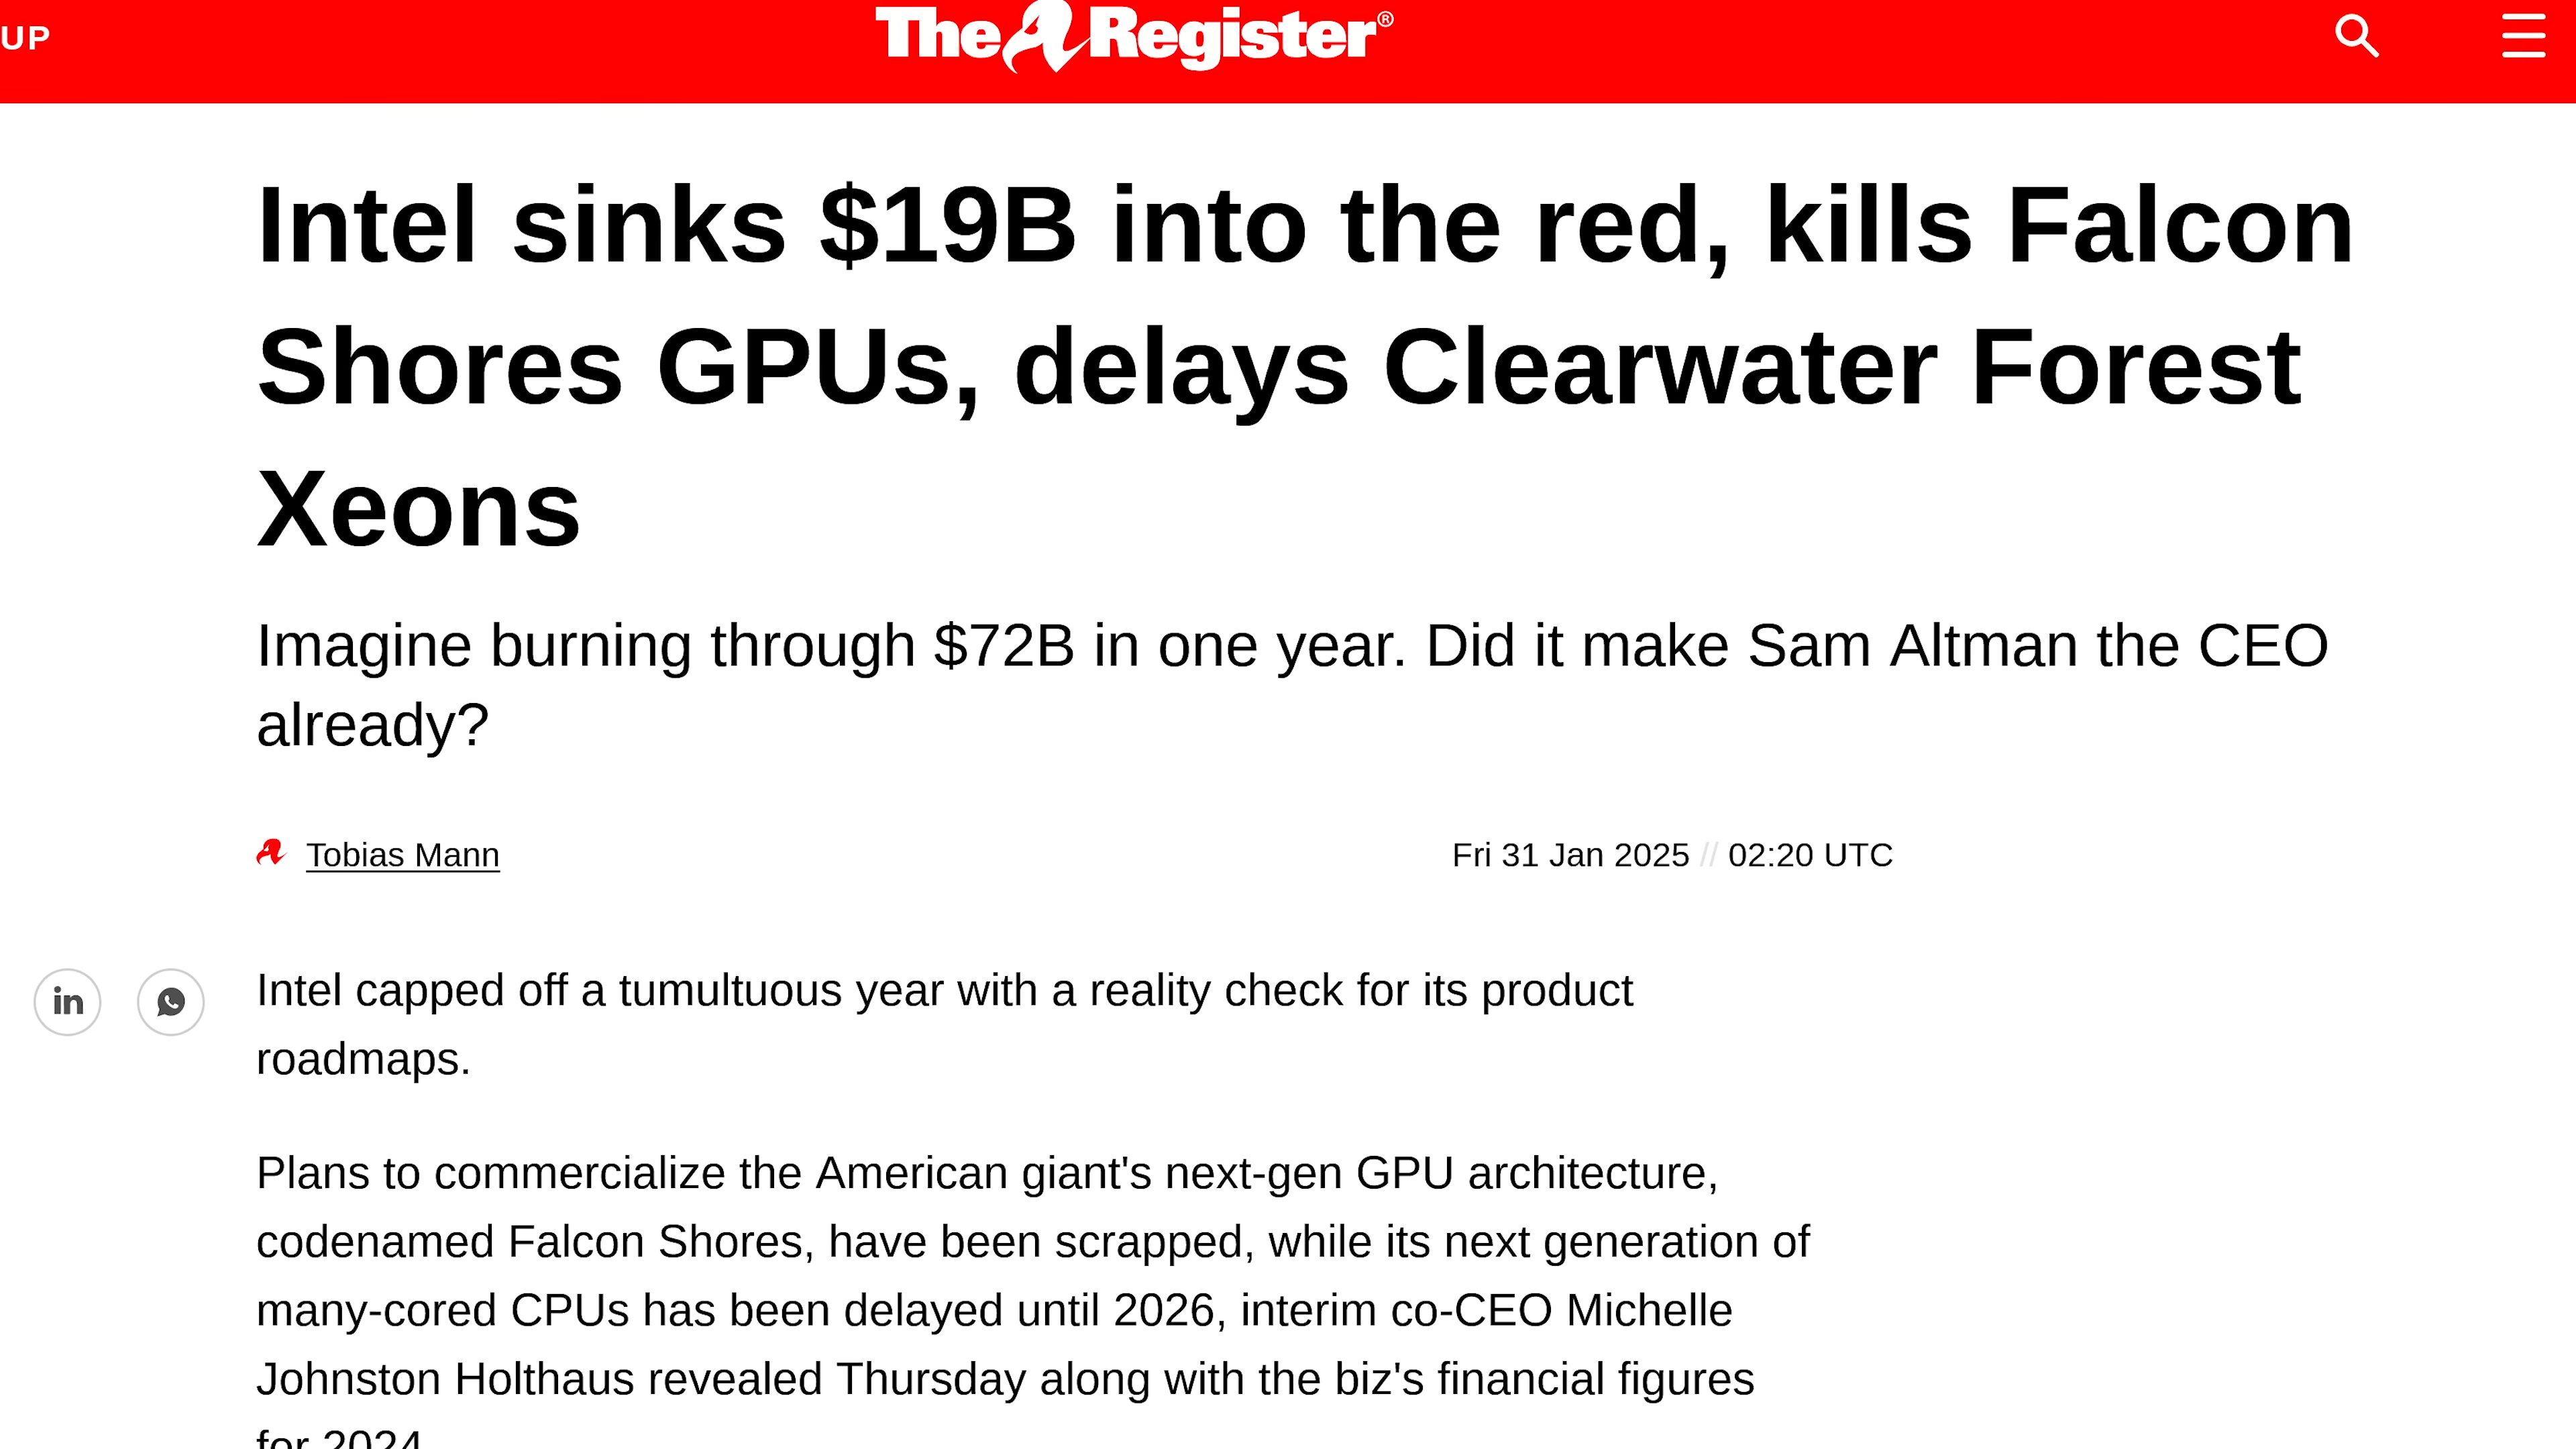 UP
The Register®
Intel sinks $19B into the red, kills Falcon
Shores GPUs, delays Clearwater Forest
Xeons
Imagine burning through $72B in one year. Did it make Sam Altman the CEO
already?
Tobias Mann
Fri 31 Jan 2025 // 02:20 UTC
in
Intel capped off a tumultuous year with a reality check for its product
roadmaps.
Plans to commercialize the American giant's next-gen GPU architecture,
codenamed Falcon Shores, have been scrapped, while its next generation of
many-cored CPUs has been delayed until 2026, interim co-CEO Michelle
Johnston Holthaus revealed Thursday along with the biz's financial figures
for 2024